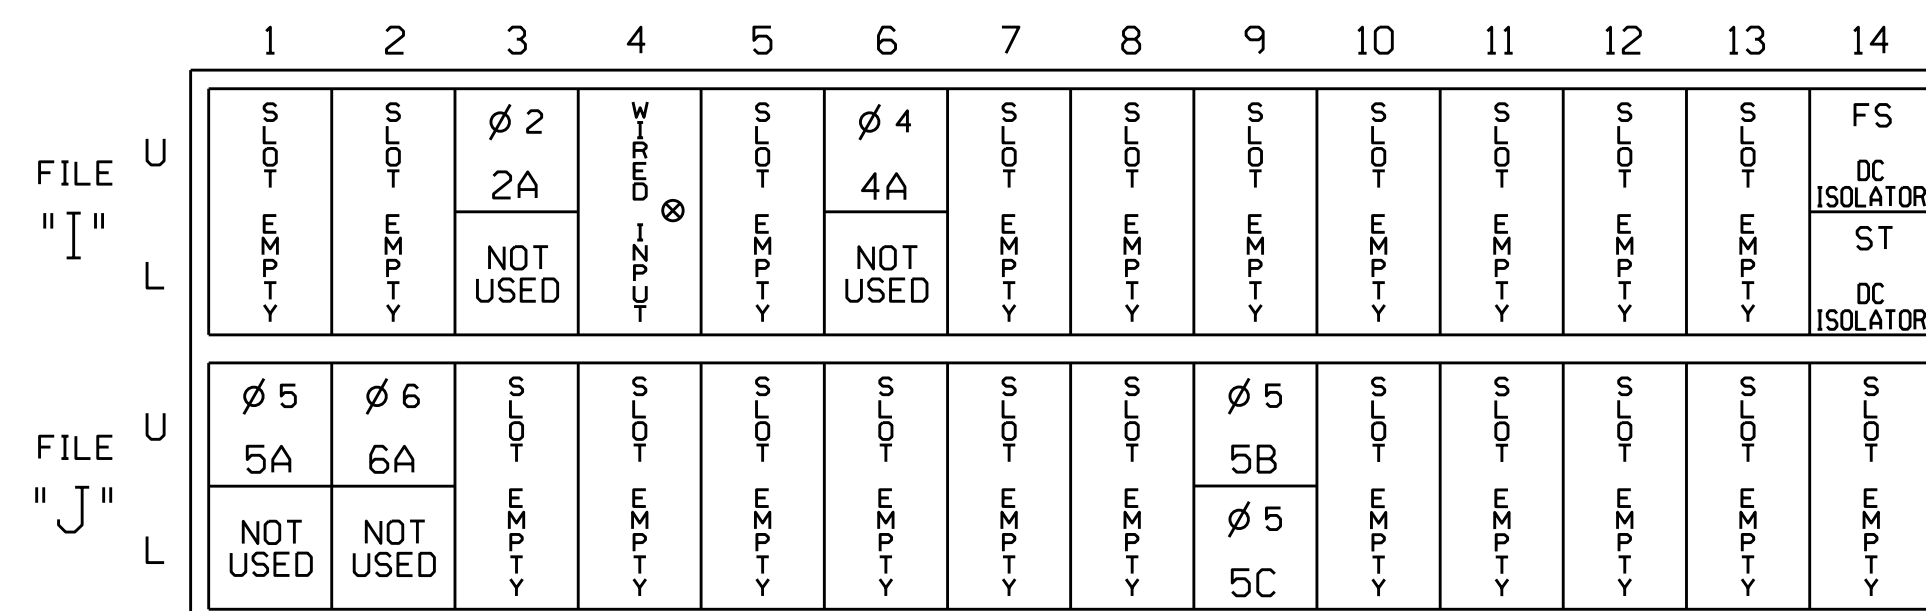 1 2 3 4 5 6 7 8 9 10 11 12 13 14
FILE "I"
U
L
SLOT EMPTY
SLOT EMPTY
Ø 2
2A
NOT USED
WIRED INPUT
SLOT EMPTY
Ø 4
4A
NOT USED
SLOT EMPTY
SLOT EMPTY
SLOT EMPTY
SLOT EMPTY
SLOT EMPTY
SLOT EMPTY
SLOT EMPTY
FS
DC
ISOLATOR
ST
DC
ISOLATOR
FILE "J"
U
L
Ø 5
5A
NOT USED
Ø 6
6A
NOT USED
SLOT EMPTY
SLOT EMPTY
SLOT EMPTY
SLOT EMPTY
SLOT EMPTY
SLOT EMPTY
Ø 5
5B
Ø 5
5C
SLOT EMPTY
SLOT EMPTY
SLOT EMPTY
SLOT EMPTY
SLOT EMPTY